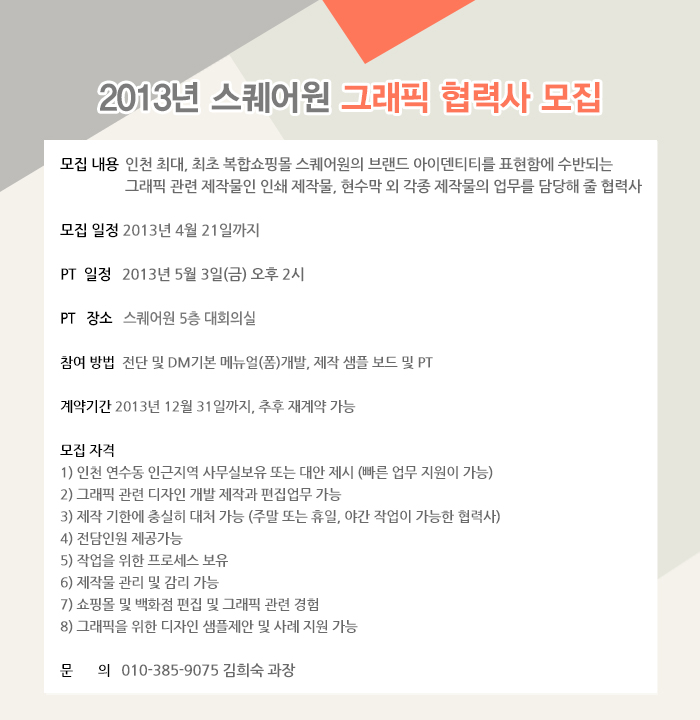 2013년 스퀘어원 그래픽 협력사 모집
모집 내용 인천 최대, 최초 복합쇼핑몰 스퀘어원의 브랜드 아이덴티티를 표현함에 수반되는
그래픽 관련 제작물인 인쇄 제작물, 현수막 외 각종 제작물의 업무를 담당해 줄 협력사
모집 일정 2013년 4월 21일까지
PT 일정 2013년 5월 3일(금) 오후 2시
PT 장소 스퀘어원 5층 대회의실
참여 방법 전단 및 DM기본 메뉴얼(폼)개발, 제작 샘플 보드 및 PT
계약기간 2013년 12월 31일까지, 추후 재계약 가능
모집 자격
1) 인천 연수동 인근지역 사무실보유 또는 대안 제시 (빠른 업무 지원이 가능)
2) 그래픽 관련 디자인 개발 제작과 편집업무 가능
3) 제작 기한에 충실히 대처 가능 (주말 또는 휴일, 야간 작업이 가능한 협력사)
4) 전담인원 제공가능
5) 작업을 위한 프로세스 보유
6) 제작물 관리 및 감리 가능
7) 쇼핑몰 및 백화점 편집 및 그래픽 관련 경험
8) 그래픽을 위한 디자인 샘플제안 및 사례 지원 가능
문 의 010-385-9075 김희숙 과장